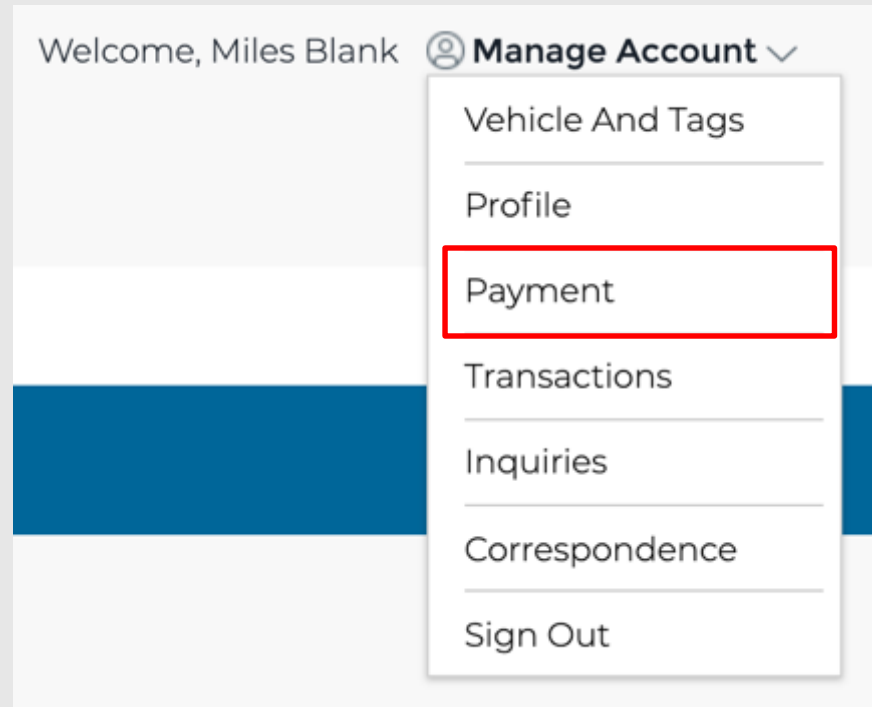 Welcome, Miles Blank Manage Account
Vehicle And Tags
Profile
Payment
Transactions
Inquiries
Correspondence
Sign Out